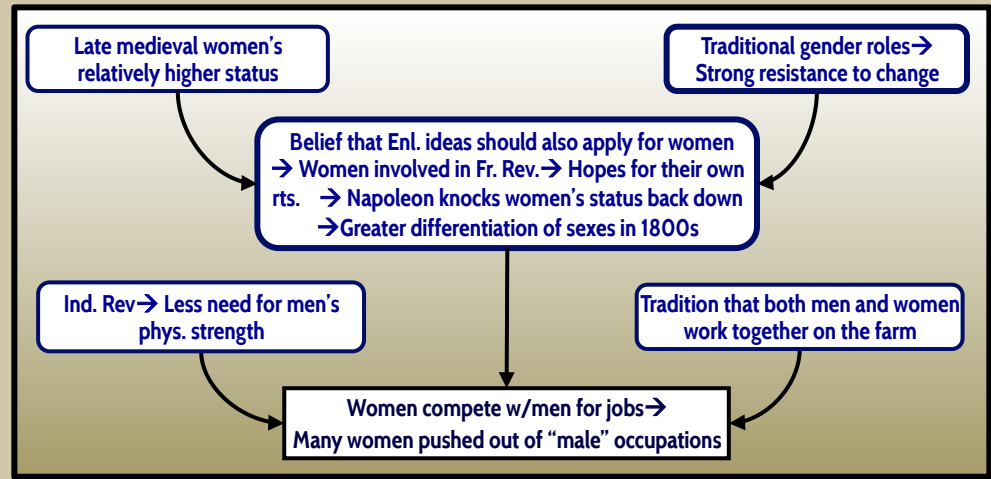 Late medieval women's
relatively higher status
Traditional gender roles→
Strong resistance to change
Belief that Enl. ideas should also apply for women
→ Women involved in Fr. Rev.→ Hopes for their own
rts. → Napoleon knocks women's status back down
→Greater differentiation of sexes in 1800s
Ind. Rev→ Less need for men's
phys. strength
Tradition that both men and women
work together on the farm
Women compete w/men for jobs→
Many women pushed out of “male” occupations